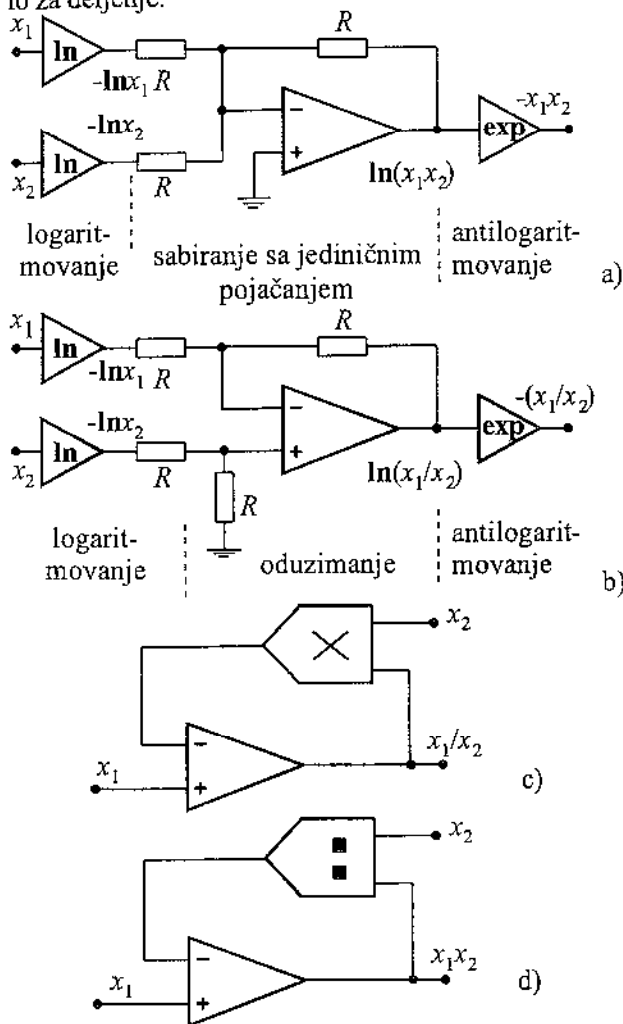 lo za deljenje.
x₁
ln
-lnx₁ R
R
-lnx₂
x₂
ln
R
−
+
ln(x₁x₂)
exp
-x₁x₂
logarit-
movanje
sabiranje sa jediničnim
pojačanjem
antilogarit-
movanje
a)
x₁
ln
-lnx₁ R
R
-lnx₂
x₂
ln
R
R
−
+
ln(x₁/x₂)
exp
-(x₁/x₂)
logarit-
movanje
oduzimanje
antilogarit-
movanje
b)
×
x₂
−
+
x₁
x₁/x₂
c)
:
x₂
−
+
x₁
x₁x₂
d)